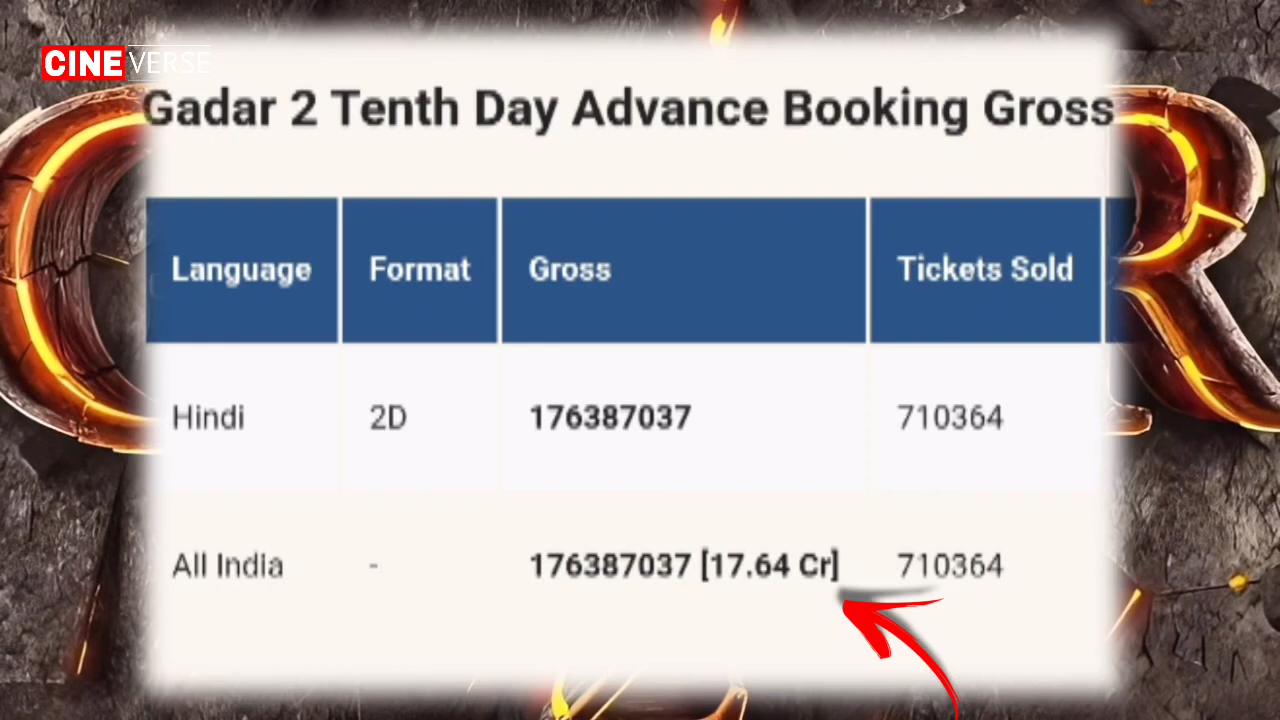 CINEVERSE
Gadar 2 Tenth Day Advance Booking Gross
Language Format Gross Tickets Sold
Hindi 2D 176387037 710364
All India - 176387037 [17.64 Cr] 710364